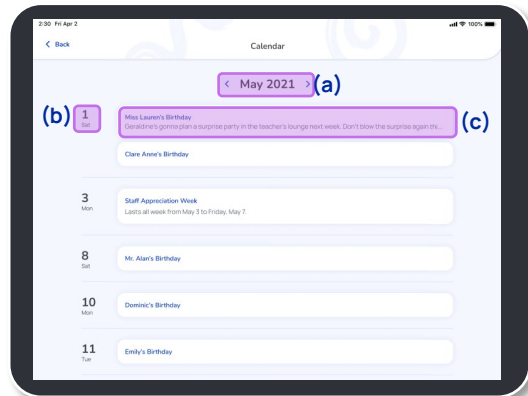 2:30 Fri Apr 2
100%
Back
Calendar
May 2021
(a)
(b)
1
Sat
Miss Lauren's Birthday
Geraldine's gonna plan a surprise party in the teacher's lounge next week. Don't blow the surprise again thi...
(c)
Clare Anne's Birthday
3
Mon
Staff Appreciation Week
Lasts all week from May 3 to Friday, May 7.
8
Sat
Mr. Alan's Birthday
10
Mon
Dominic's Birthday
11
Tue
Emily's Birthday